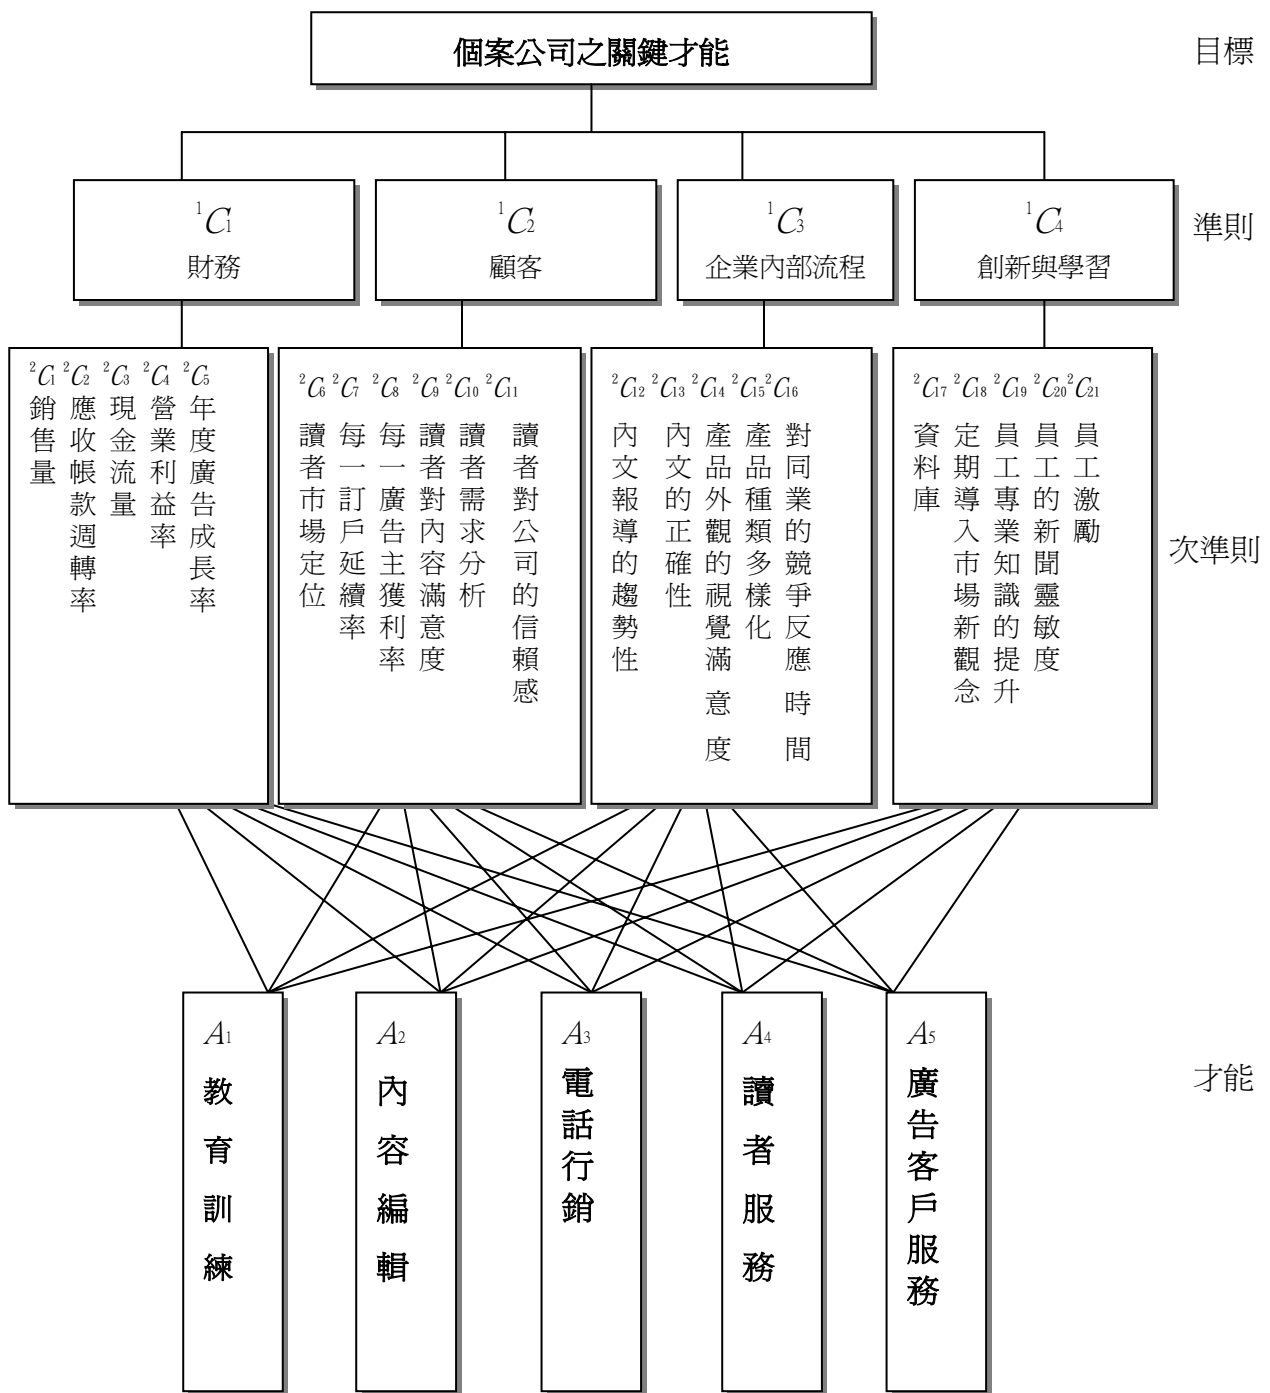 個案公司之關鍵才能
目標
¹C₁
財務
¹C₂
顧客
¹C₃
企業內部流程
¹C₄
創新與學習
準則
²C₁ ²C₂ ²C₃ ²C₄ ²C₅
銷售量
應收帳款週轉率
現金流量
營業利益率
年度廣告成長率
²C₆ ²C₇ ²C₈ ²C₉ ²C₁₀ ²C₁₁
讀者市場定位
每一訂戶延續率
每一廣告主獲利率
讀者對內容滿意度
讀者需求分析
讀者對公司的信賴感
²C₁₂ ²C₁₃ ²C₁₄ ²C₁₅ ²C₁₆
內文報導的趨勢性
內文的正確性
產品外觀的視覺滿意度
產品種類多樣化
對同業的競爭反應時間
²C₁₇ ²C₁₈ ²C₁₉ ²C₂₀ ²C₂₁
資料庫
定期導入市場新觀念
員工專業知識的提升
員工的新聞靈敏度
員工激勵
次準則
A₁
教育訓練
A₂
內容編輯
A₃
電話行銷
A₄
讀者服務
A₅
廣告客戶服務
才能